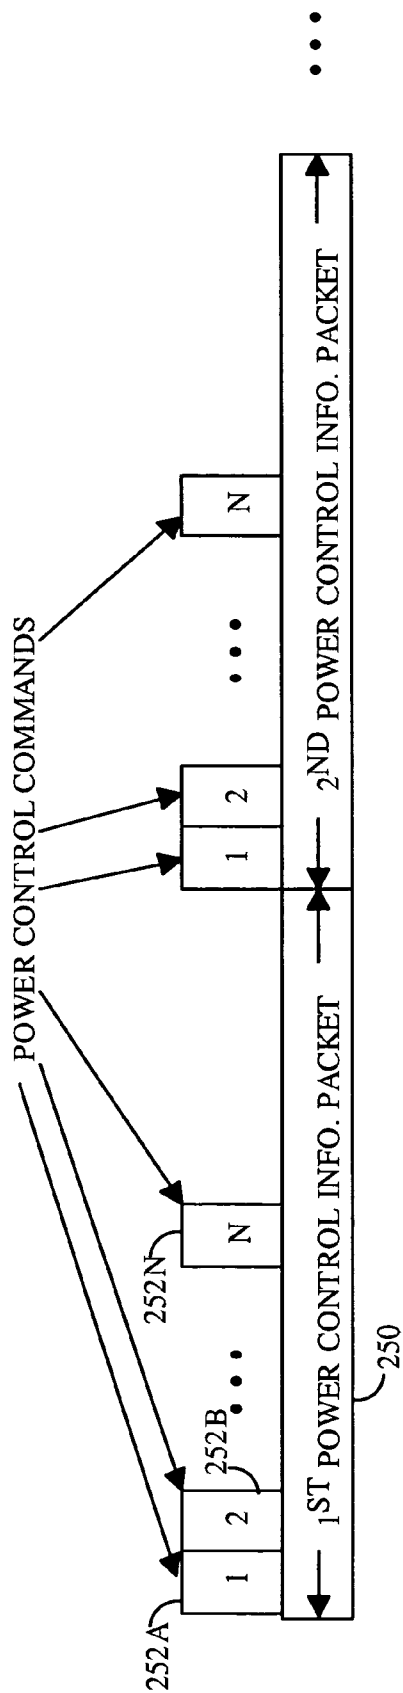 POWER CONTROL COMMANDS
252A
252B
252N
1
2
• • •
N
1
2
• • •
N
1ST POWER CONTROL INFO. PACKET
2ND POWER CONTROL INFO. PACKET
• • •
250